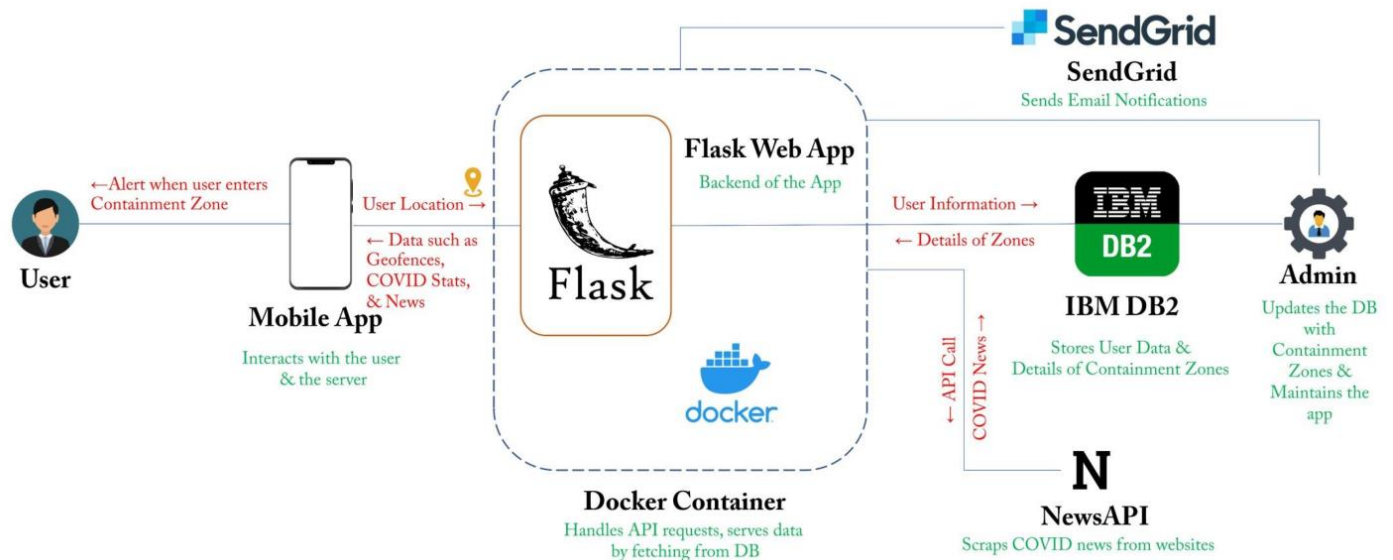 SendGrid
SendGrid
Sends Email Notifications
Flask Web App
Backend of the App
←Alert when user enters
Containment Zone
User Location →
← Data such as
Geofences,
COVID Stats,
& News
User
Mobile App
Interacts with the user
& the server
Flask
docker
Docker Container
Handles API requests, serves data
by fetching from DB
User Information →
← Details of Zones
IBM
DB2
IBM DB2
Stores User Data &
Details of Containment Zones
Admin
Updates the DB
with
Containment
Zones &
Maintains the
app
← API Call
COVID News →
N
NewsAPI
Scraps COVID news from websites